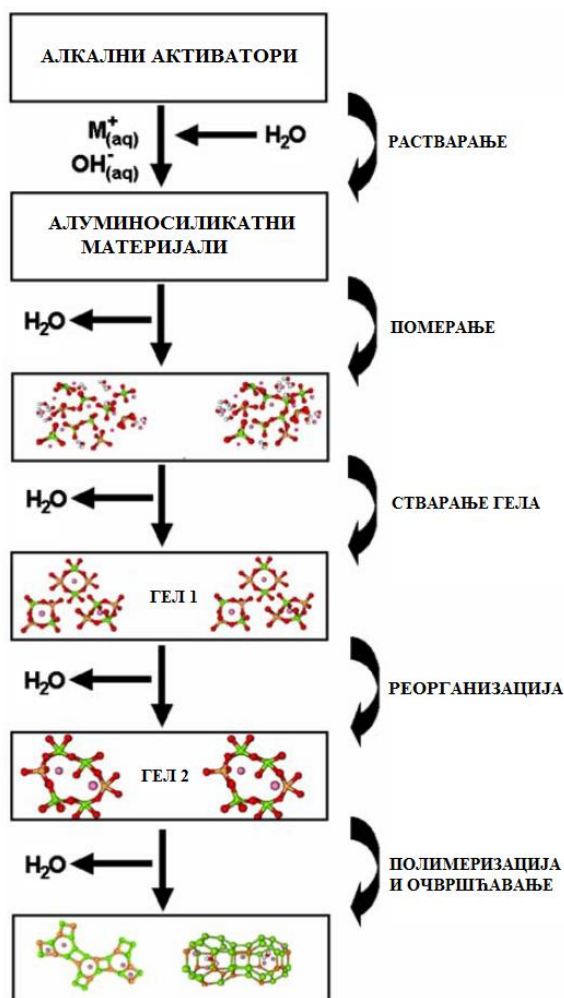 АЛКАЛНИ АКТИВАТОРИ
M⁺(aq)
OH⁻(aq)
H₂O
РАСТВАРАЊЕ
АЛУМИНОСИЛИКАТНИ
МАТЕРИЈАЛИ
H₂O
ПОМЕРАЊЕ
H₂O
СТВАРАЊЕ ГЕЛА
ГЕЛ 1
H₂O
РЕОРГАНИЗАЦИЈА
ГЕЛ 2
H₂O
ПОЛИМЕРИЗАЦИЈА
И ОЧВРШЋАВАЊЕ